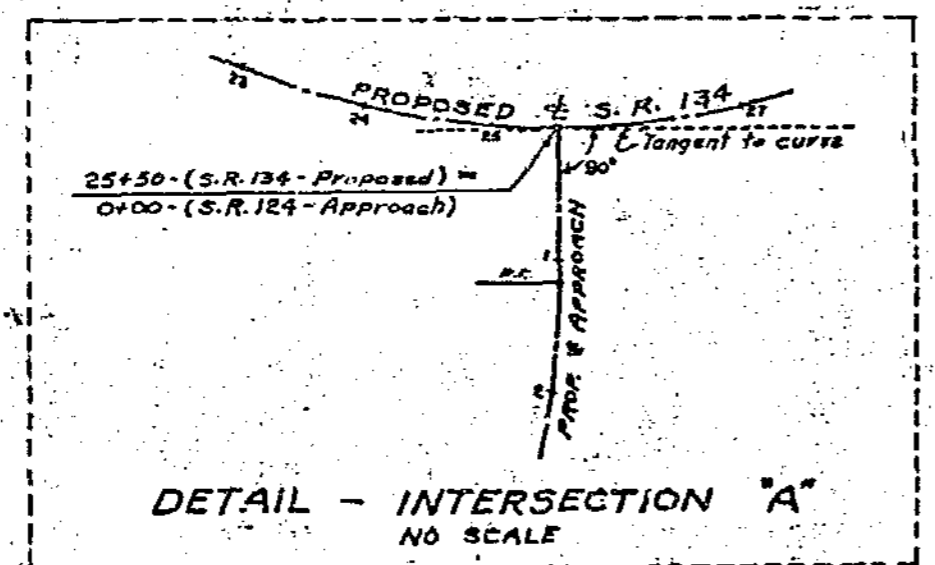 PROPOSED ℄ S.R. 134
23
24
25
27
℄ Tangent to curve
90°
25+50-(S.R.134-Proposed) =
0+00-(S.R.124-Approach)
1
P.C.
2
PROP. ℄ APPROACH
DETAIL - INTERSECTION "A"
NO SCALE